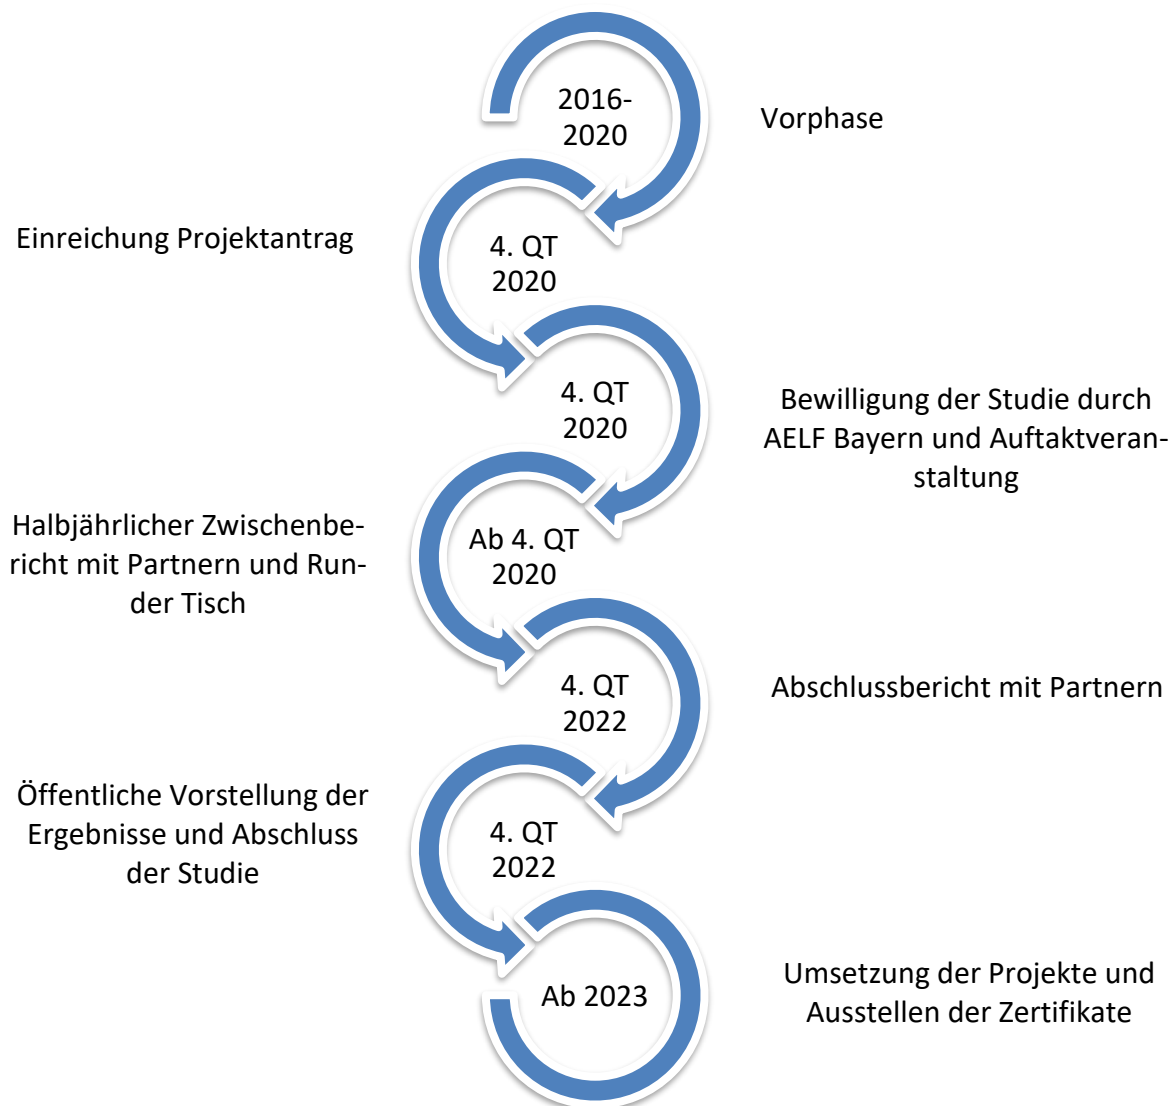 2016-
2020
Vorphase
Einreichung Projektantrag
4. QT
2020
4. QT
2020
Bewilligung der Studie durch
AELF Bayern und Auftaktveran-
staltung
Halbjährlicher Zwischenbe-
richt mit Partnern und Run-
der Tisch
Ab 4. QT
2020
4. QT
2022
Abschlussbericht mit Partnern
Öffentliche Vorstellung der
Ergebnisse und Abschluss
der Studie
4. QT
2022
Ab 2023
Umsetzung der Projekte und
Ausstellen der Zertifikate